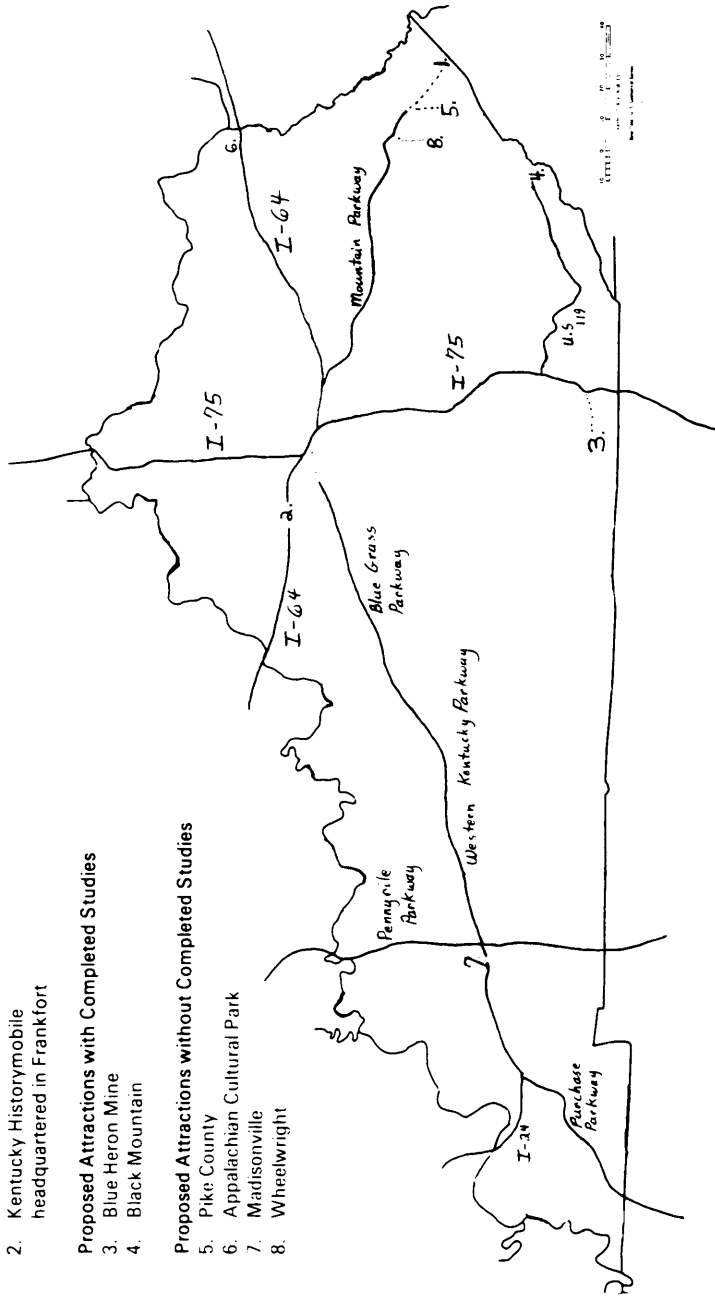 2. Kentucky Historymobile
headquartered in Frankfort
Proposed Attractions with Completed Studies
3. Blue Heron Mine
4. Black Mountain
Proposed Attractions without Completed Studies
5. Pike County
6. Appalachian Cultural Park
7. Madisonville
8. Wheelwright
I-75
6.
I-64
2.
I-64
Mountain Parkway
8.
5.
1.
Blue Grass
Parkway
I-75
Pennyrile
Parkway
Western Kentucky Parkway
7
U.S 119
4.
3.
I-24
Purchase
Parkway